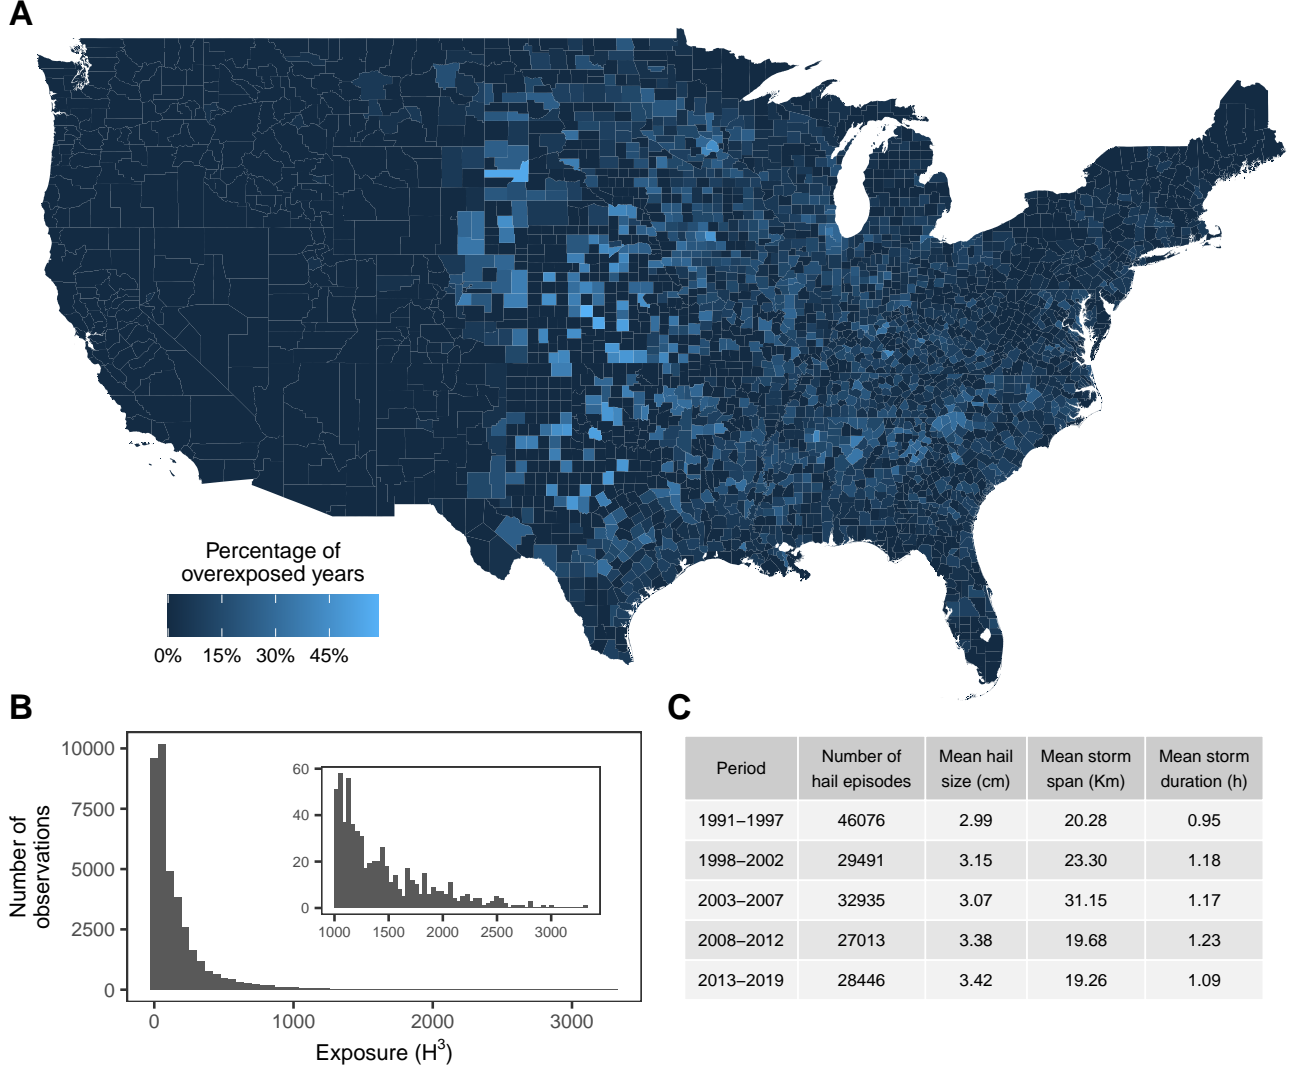 A
Percentage of
overexposed years
0% 15% 30% 45%
B
Number of
observations
10000
7500
5000
2500
0
0 1000 2000 3000
Exposure (H³)
60
40
20
0
1000 1500 2000 2500 3000
C
Period Number of hail episodes Mean hail size (cm) Mean storm span (Km) Mean storm duration (h)
1991–1997 46076 2.99 20.28 0.95
1998–2002 29491 3.15 23.30 1.18
2003–2007 32935 3.07 31.15 1.17
2008–2012 27013 3.38 19.68 1.23
2013–2019 28446 3.42 19.26 1.09